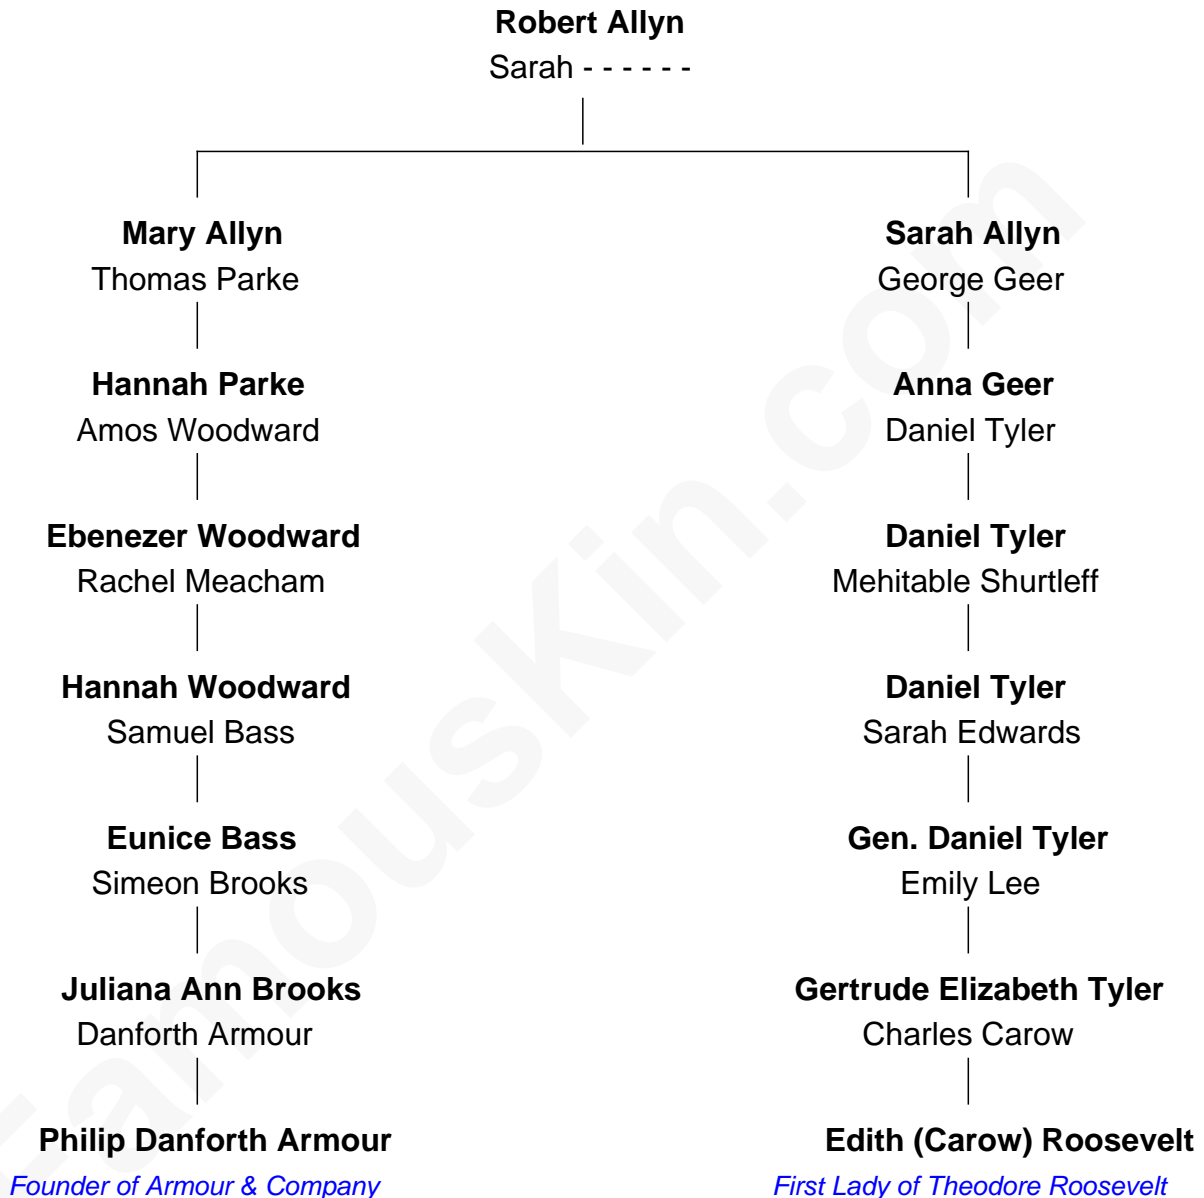 Robert Allyn
Sarah - - - - - -
Mary Allyn
Thomas Parke
Hannah Parke
Amos Woodward
Ebenezer Woodward
Rachel Meacham
Hannah Woodward
Samuel Bass
Eunice Bass
Simeon Brooks
Juliana Ann Brooks
Danforth Armour
Philip Danforth Armour
Founder of Armour & Company
Sarah Allyn
George Geer
Anna Geer
Daniel Tyler
Daniel Tyler
Mehitable Shurtleff
Daniel Tyler
Sarah Edwards
Gen. Daniel Tyler
Emily Lee
Gertrude Elizabeth Tyler
Charles Carow
Edith (Carow) Roosevelt
First Lady of Theodore Roosevelt
FamousKin.com